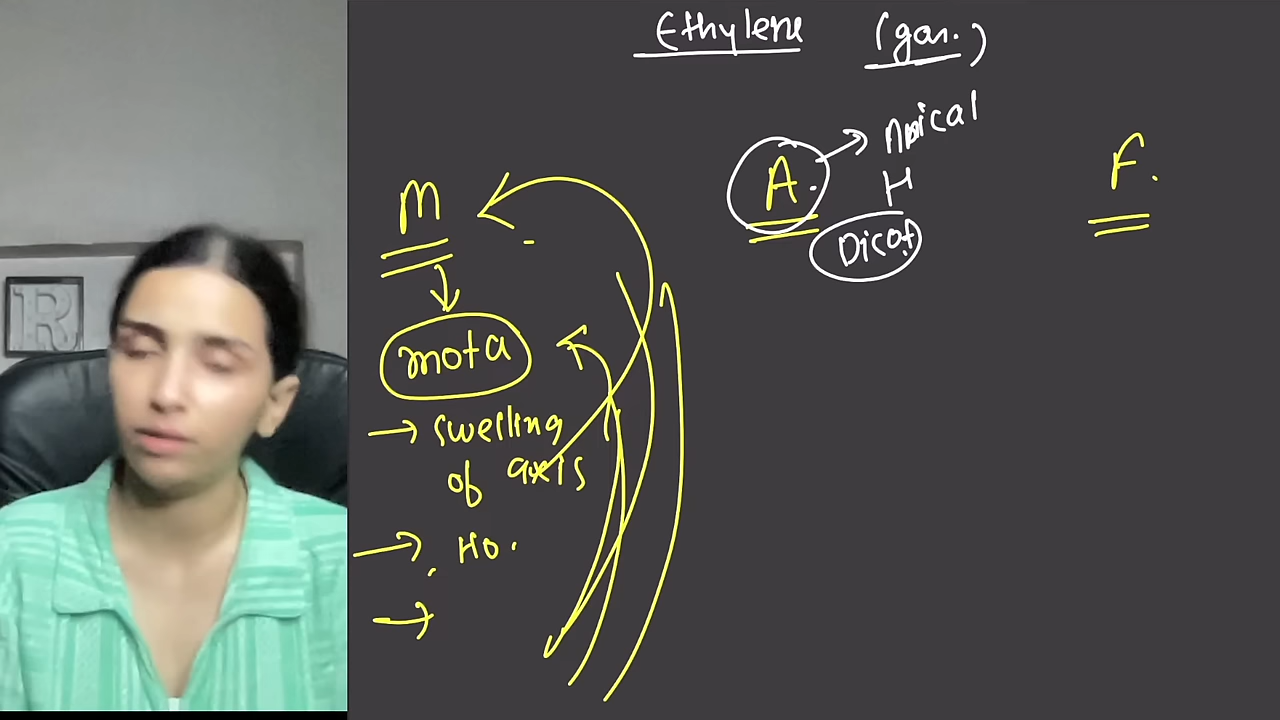 Ethylene (gas.)
A. → Apical
H
Dicot
F.
M
mota
→ swelling
of axis
→ Ho.
→
R